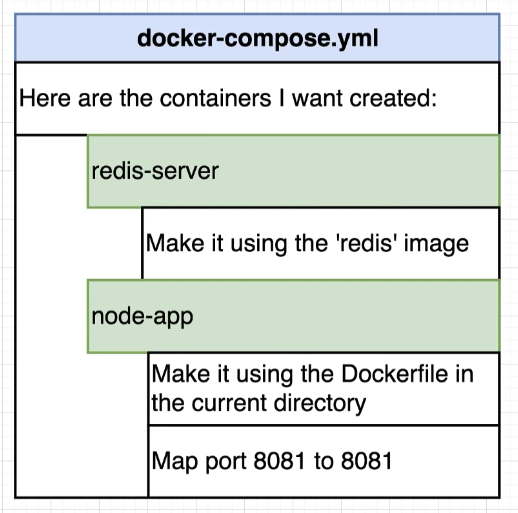 docker-compose.yml
Here are the containers I want created:
redis-server
Make it using the 'redis' image
node-app
Make it using the Dockerfile in
the current directory
Map port 8081 to 8081